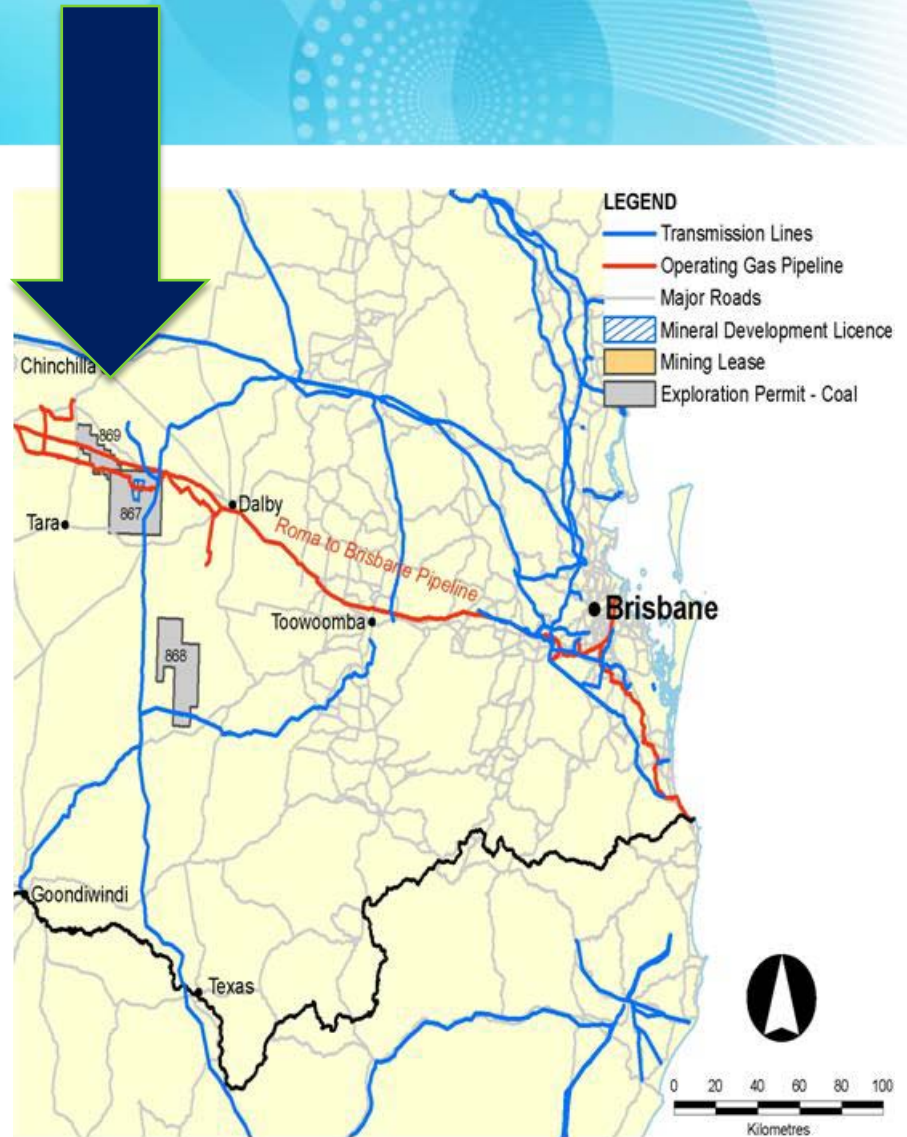 LEGEND
Transmission Lines
Operating Gas Pipeline
Major Roads
Mineral Development Licence
Mining Lease
Exploration Permit - Coal
Chinchilla
869
867
Tara
Dalby
Roma to Brisbane Pipeline
Brisbane
Toowoomba
868
Goondiwindi
Texas
0 20 40 60 80 100
Kilometres